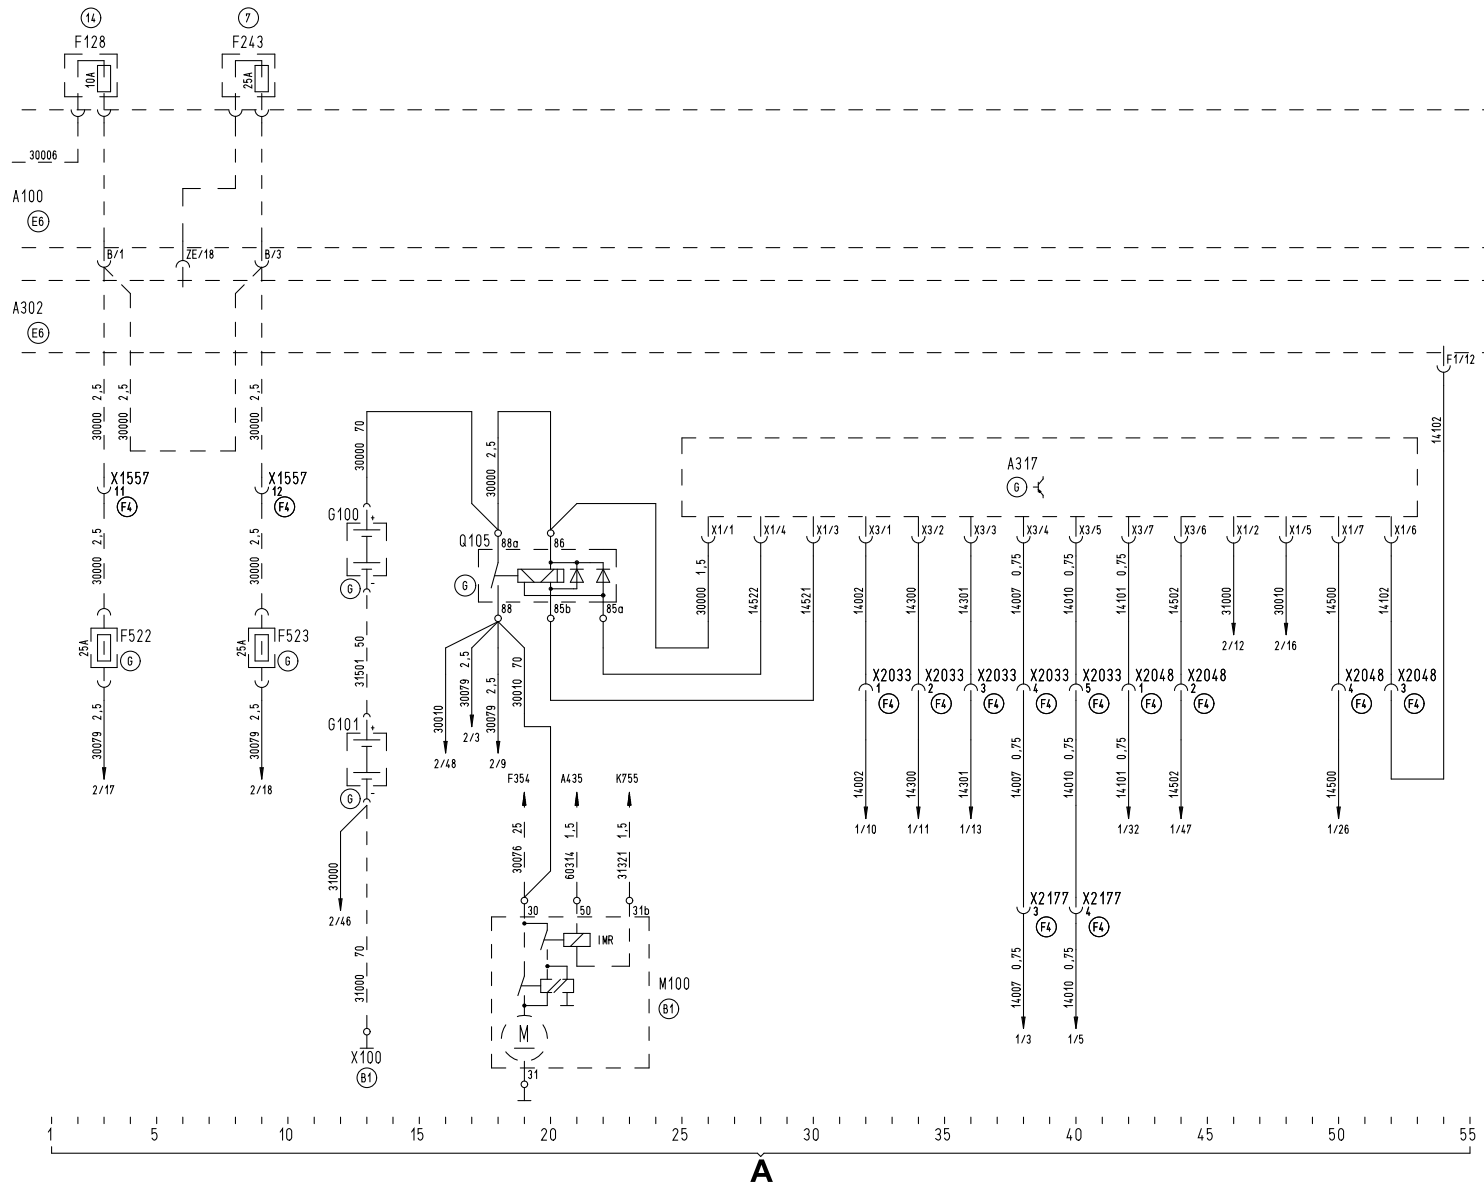 14 7
F128 F243
10A 25A
30006
A100
E6
B/1 ZE/18 B/3
A302
E6
F1/12
30000 2,5 30000 2,5 30000 2,5 30000 70 30000 2,5 14102
X1557 X1557
11 12
F4 F4
A317
G
G100 + Q105 88a 86
X1/1 X1/4 X1/3 X3/1 X3/2 X3/3 X3/4 X3/5 X3/7 X3/6 X1/2 X1/5 X1/7 X1/6
30000 2,5 30000 2,5 G - G
30000 1,5 14522 14521 14002 14300 14301 14007 0,75 14010 0,75 14101 0,75 14502 31000 30010 14500 14102
88 85b 85a
25A F522 25A F523
G G
31501 50
2/12 2/16
30010 30079 2,5 30079 2,5 30010 70
X2033 X2033 X2033 X2033 X2033 X2048 X2048 X2048 X2048
1 2 3 4 5 1 2 4 3
F4 F4 F4 F4 F4 F4 F4 F4 F4
30079 2,5 30079 2,5
G101 +
2/3
2/48 2/9
2/17 2/18
G -
F354 A435 K755
14002 14300 14301 14007 0,75 14010 0,75 14101 0,75 14502 14500
1/10 1/11 1/13 1/32 1/47 1/26
30076 25 60314 1,5 31321 1,5
31000
2/46
30 50 31b
X2177 X2177
3 4
F4 F4
IMR
31000 70
M100
B1
14007 0,75 14010 0,75
M
1/3 1/5
X100
B1
31
1 5 10 15 20 25 30 35 40 45 50 55
A